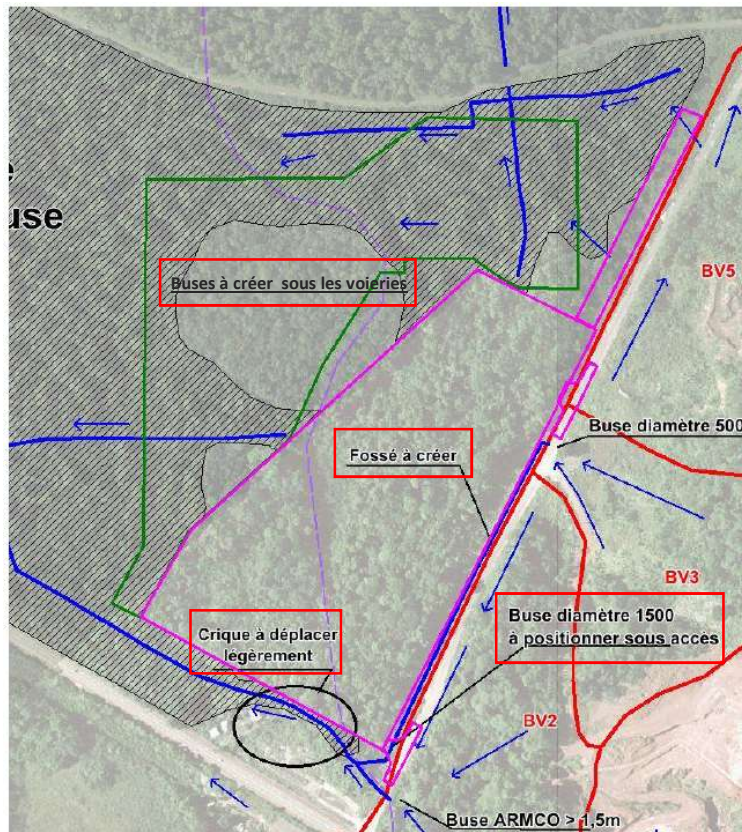 e
use
Buses à créer sous les voieries
BV5
Buse diamètre 500
Fossé à créer
BV3
Buse diamètre 1500
à positionner sous accès
Crique à déplacer
légèrement
BV2
Buse ARMCO > 1,5m